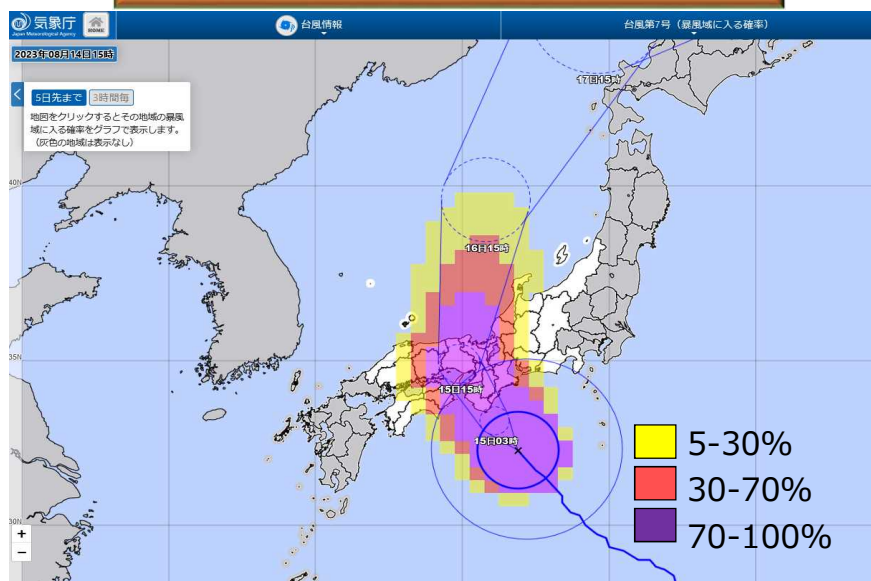 気象庁
Japan Meteorological Agency
HOME
台風情報
台風第7号（暴風域に入る確率）
2023年08月14日15時
17日15時
5日先まで 3時間毎
地図をクリックするとその地域の暴風
域に入る確率をグラフで表示します。
（灰色の地域は表示なし）
40N
16日15時
35N
15日15時
15日03時
5-30%
30-70%
70-100%
30N
+
−